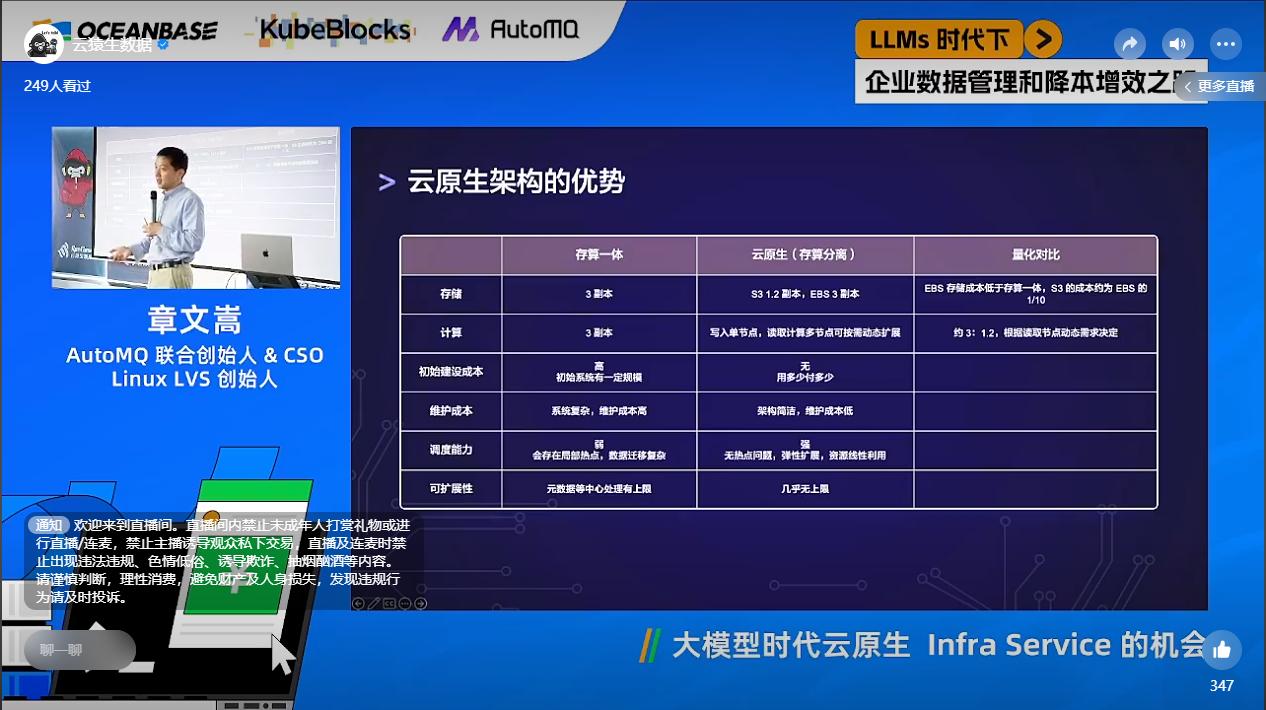 OCEANBASE
KubeBlocks
AutoMQ
云猿生数据
249人看过
LLMs 时代下
企业数据管理和降本增效之
更多直播
云原生架构的优势
存算一体
云原生（存算分离）
量化对比
存储
3 副本
S3 1.2 副本，EBS 3 副本
EBS 存储成本低于存算一体，S3 的成本约为 EBS 的
1/10
计算
3 副本
写入单节点，读取计算多节点可按需动态扩展
约 3：1.2，根据读取节点动态需求决定
初始建设成本
高
初始系统有一定规模
无
用多少付多少
维护成本
系统复杂，维护成本高
架构简洁，维护成本低
调度能力
弱
会存在局部热点，数据迁移复杂
强
无热点问题，弹性扩展，资源线性利用
可扩展性
元数据等中心处理有上限
几乎无上限
章文嵩
AutoMQ 联合创始人 & CSO
Linux LVS 创始人
通知 欢迎来到直播间。直播间内禁止未成年人打赏礼物或进
行直播/连麦，禁止主播诱导观众私下交易，直播及连麦时禁
止出现违法违规、色情低俗、诱导欺诈、抽烟酗酒等内容。
请谨慎判断，理性消费，避免财产及人身损失，发现违规行
为请及时投诉。
聊一聊
大模型时代云原生 Infra Service 的机会
347